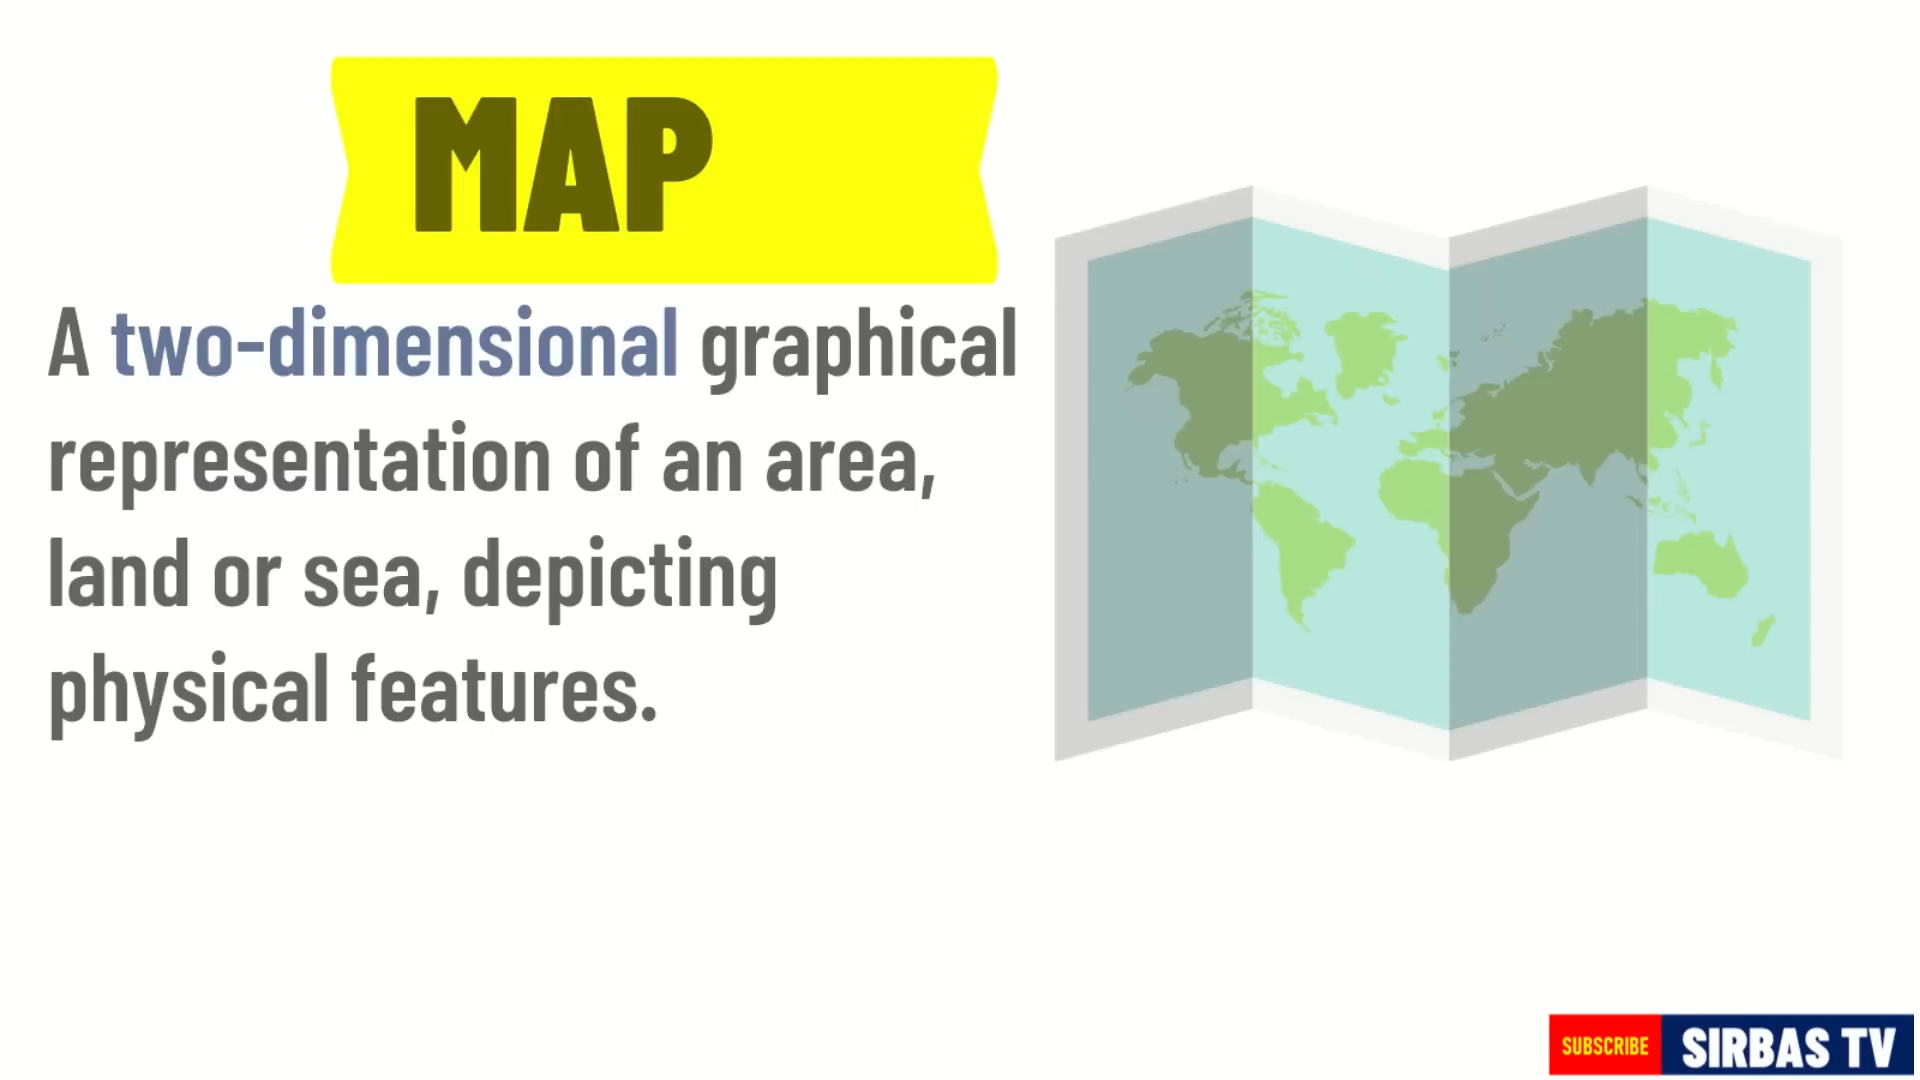 MAP
A two-dimensional graphical
representation of an area,
land or sea, depicting
physical features.
SUBSCRIBE SIRBAS TV